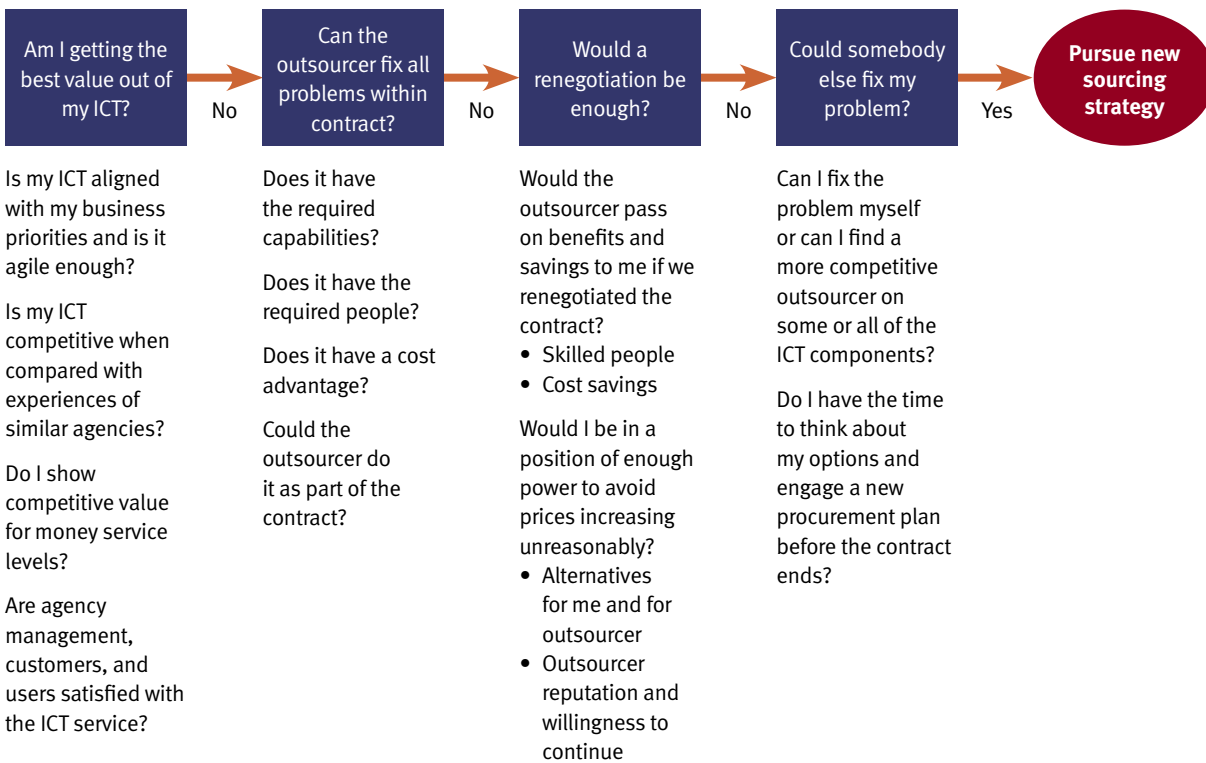 Am I getting the
best value out of
my ICT?
No
Can the
outsourcer fix all
problems within
contract?
No
Would a
renegotiation be
enough?
No
Could somebody
else fix my
problem?
Yes
Pursue new
sourcing
strategy
Is my ICT aligned
with my business
priorities and is it
agile enough?
Is my ICT
competitive when
compared with
experiences of
similar agencies?
Do I show
competitive value
for money service
levels?
Are agency
management,
customers, and
users satisfied with
the ICT service?
Does it have
the required
capabilities?
Does it have the
required people?
Does it have a cost
advantage?
Could the
outsourcer do
it as part of the
contract?
Would the
outsourcer pass
on benefits and
savings to me if we
renegotiated the
contract?
• Skilled people
• Cost savings
Would I be in a
position of enough
power to avoid
prices increasing
unreasonably?
• Alternatives
for me and for
outsourcer
• Outsourcer
reputation and
willingness to
continue
Can I fix the
problem myself
or can I find a
more competitive
outsourcer on
some or all of the
ICT components?
Do I have the time
to think about
my options and
engage a new
procurement plan
before the contract
ends?